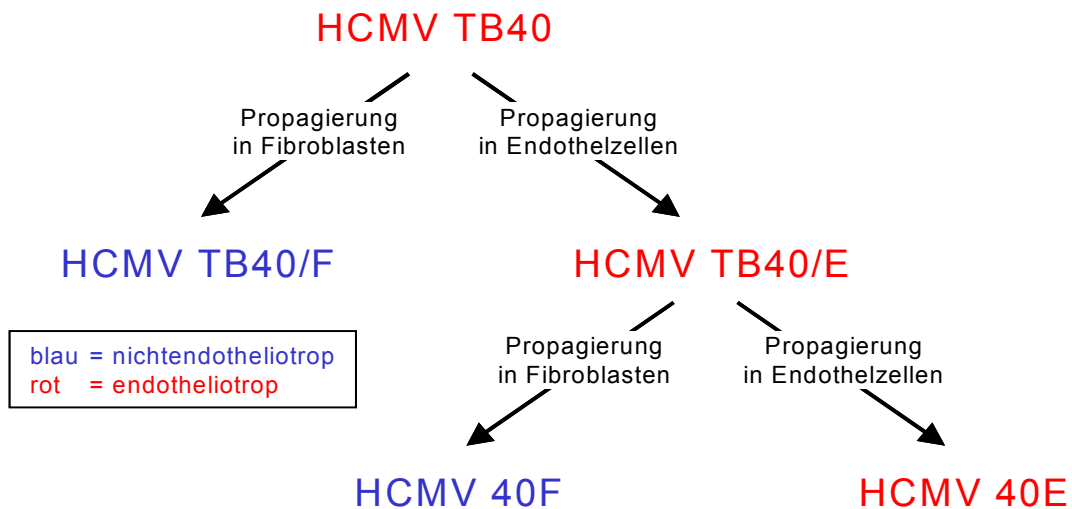 HCMV TB40
Propagierung
in Fibroblasten
Propagierung
in Endothelzellen
HCMV TB40/F
HCMV TB40/E
blau = nichtendotheliotrop
rot = endotheliotrop
Propagierung
in Fibroblasten
Propagierung
in Endothelzellen
HCMV 40F
HCMV 40E